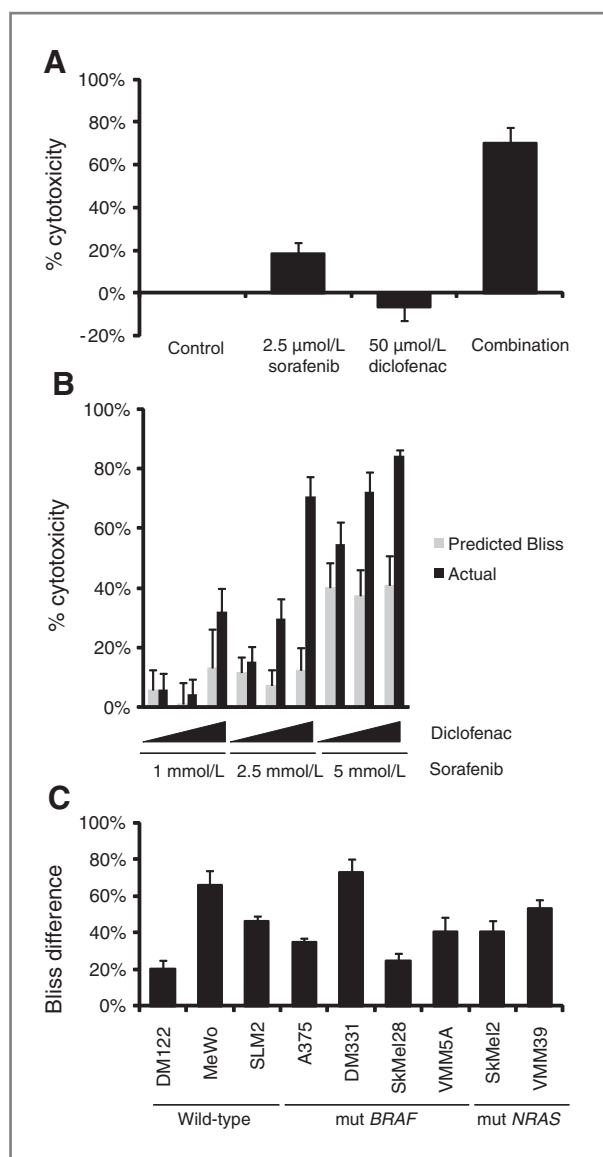 A
100%
80%
60%
40%
20%
0%
-20%
% cytotoxicity
Control
2.5 µmol/L sorafenib
50 µmol/L diclofenac
Combination
B
100%
80%
60%
40%
20%
0%
% cytotoxicity
Predicted Bliss
Actual
Diclofenac
1 mmol/L 2.5 mmol/L 5 mmol/L Sorafenib
C
100%
80%
60%
40%
20%
0%
Bliss difference
DM122
MeWo
SLM2
A375
DM331
SkMel28
VMM5A
SkMel2
VMM39
Wild-type mut BRAF mut NRAS